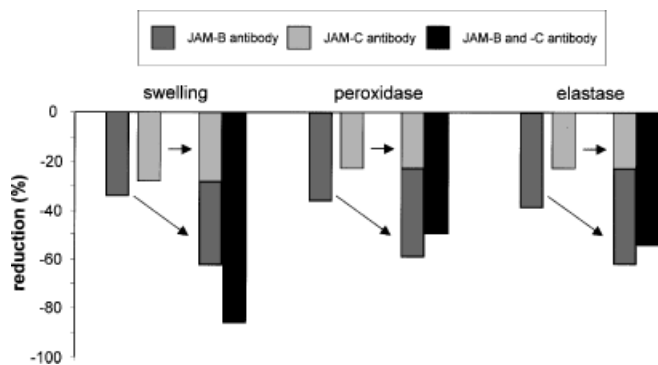 JAM-B antibody JAM-C antibody JAM-B and -C antibody
swelling peroxidase elastase
0
-20
-40
-60
-80
-100
reduction (%)